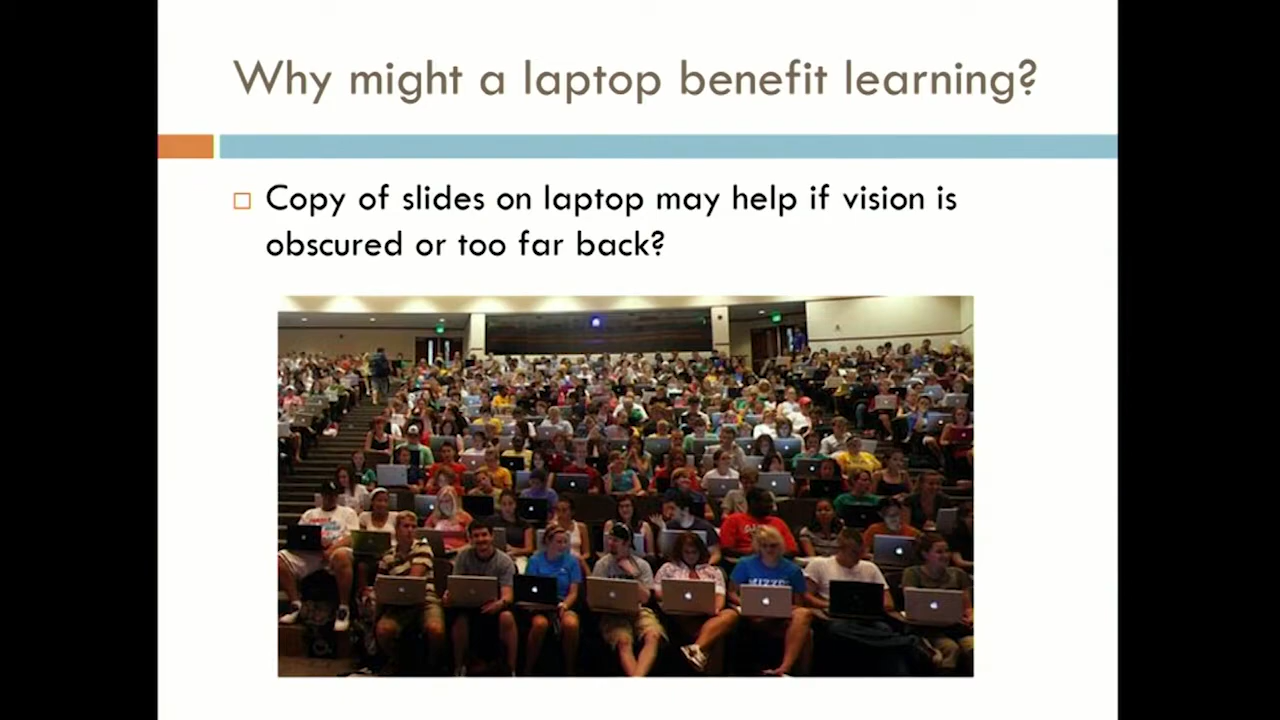 Why might a laptop benefit learning?
Copy of slides on laptop may help if vision is
obscured or too far back?
MIZZOU